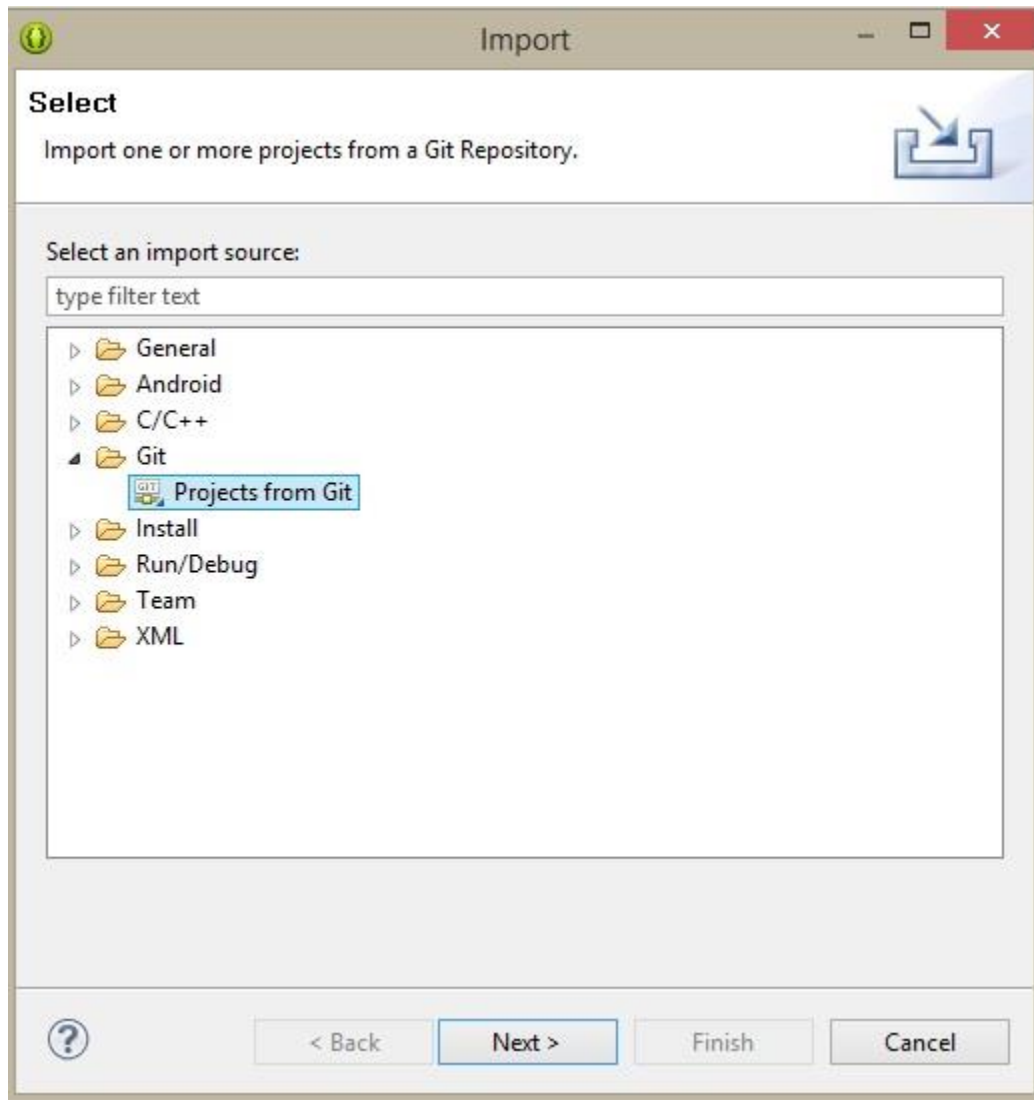 Import
Select
Import one or more projects from a Git Repository.
Select an import source:
type filter text
General
Android
C/C++
Git
GIT Projects from Git
Install
Run/Debug
Team
XML
< Back Next > Finish Cancel